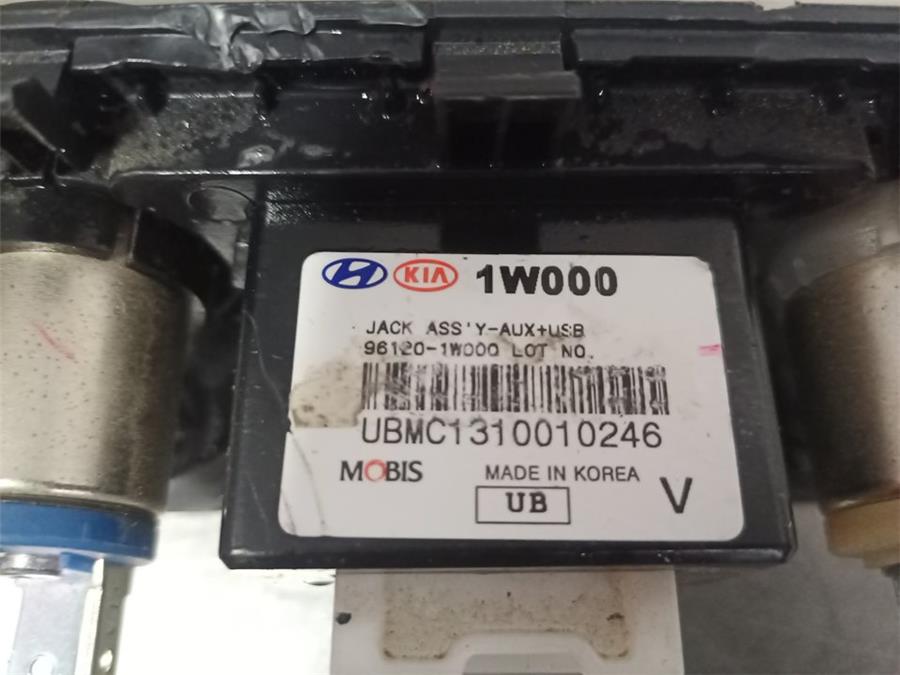 KIA 1W000
JACK ASS'Y-AUX+USB
96120-1W000 LOT NO.
UBMC1310010246
MOBIS MADE IN KOREA
UB V